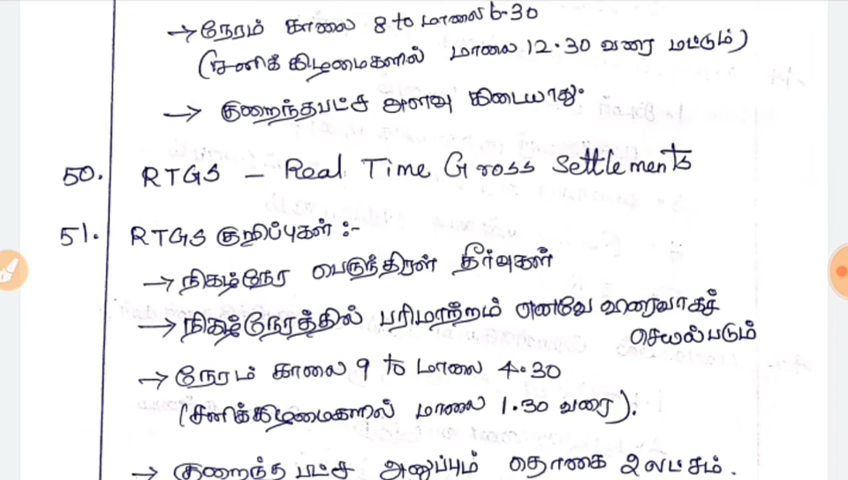 → நேரம் காலை 8 to மாலை 6-30
(சனிக் கிழமைகளில் மாலை 12.30 வரை மட்டும்)
→ குறைந்தபட்ச அளவு கிடையாது.
50. RTGS – Real Time Gross Settlements
51. RTGS குறிப்புகள் :-
→ நிகழ்நேர பெருந்திரள் தீர்வுகள்
→ நிகழ்நேரத்தில் பரிமாற்றம் எனவே விரைவாகச்
செயல்படும்
→ நேரம் காலை 9 to மாலை 4.30
(சனிக்கிழமைகளில் மாலை 1.30 வரை).
→ குறைந்த பட்ச அனுப்பும் தொகை 2 லட்சம்.